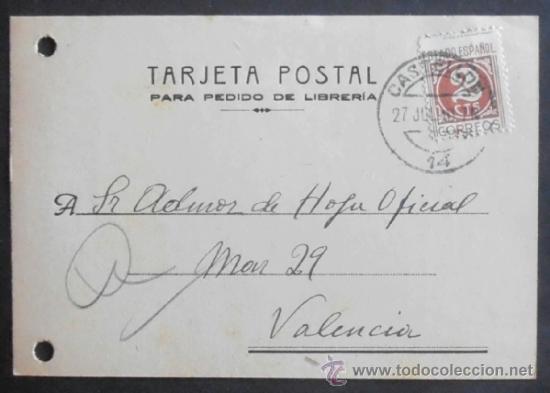 TARJETA POSTAL
PARA PEDIDO DE LIBRERÍA
ESTADO ESPAÑOL
2
CTS
CORREOS
27
14
A Sr Admor de Hoja Oficial
Mar 29
Valencia
www.todocoleccion.net